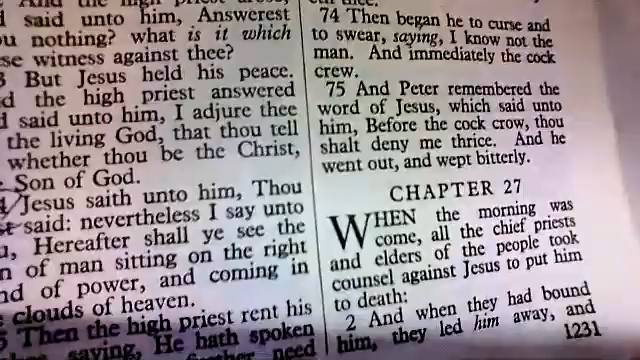 said unto him, Answerest
nothing? what is it which
witness against thee?
But Jesus held his peace.
the high priest answered
said unto him, I adjure thee
the living God, that thou tell
whether thou be the Christ,
Son of God.
Jesus saith unto him, Thou
said: nevertheless I say unto
Hereafter shall ye see the
of man sitting on the right
of power, and coming in
clouds of heaven.
Then the high priest rent his
saying, He hath spoken
need
74 Then began he to curse and
to swear, saying, I know not the
man. And immediately the cock
crew.
75 And Peter remembered the
word of Jesus, which said unto
him, Before the cock crow, thou
shalt deny me thrice. And he
went out, and wept bitterly.
CHAPTER 27
WHEN the morning was
come, all the chief priests
and elders of the people took
counsel against Jesus to put him
to death:
2 And when they had bound
him, they led him away, and
1231